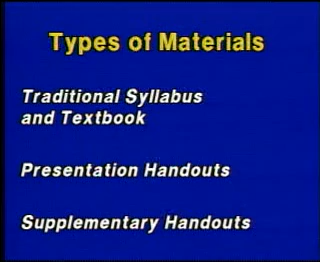 Types of Materials
Traditional Syllabus
and Textbook
Presentation Handouts
Supplementary Handouts